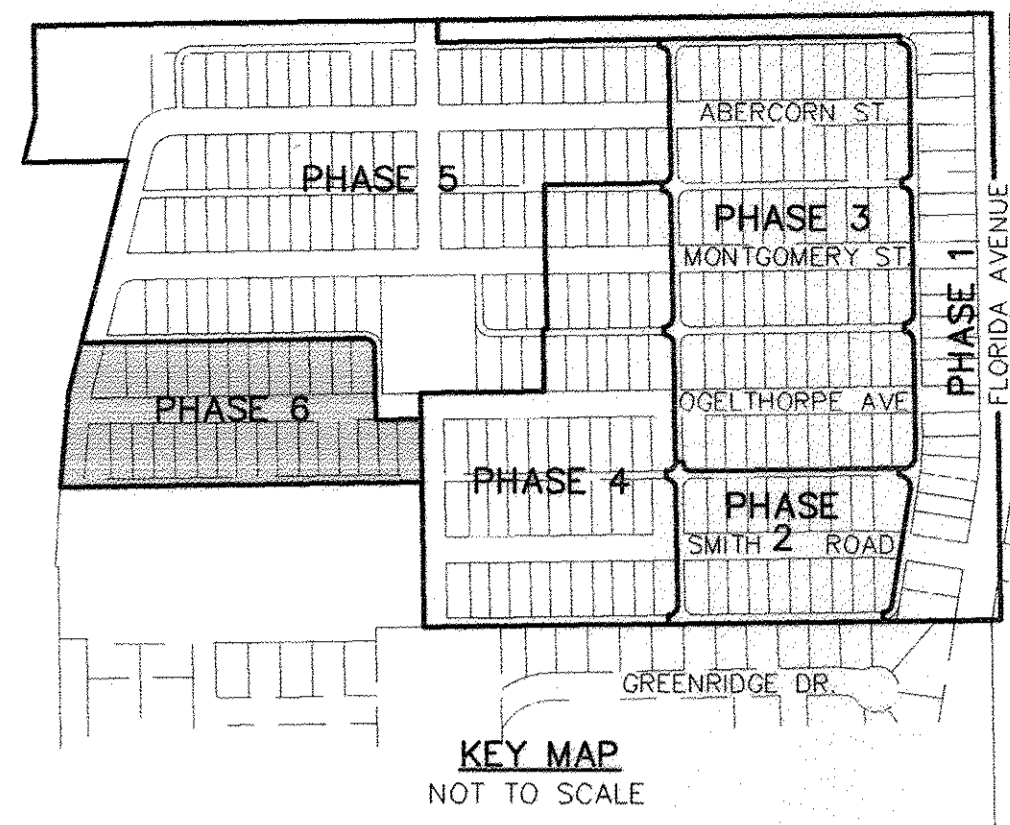 ABERCORN ST.
PHASE 5
PHASE 3
MONTGOMERY ST.
PHASE 1
FLORIDA AVENUE
PHASE 6
OGELTHORPE AVE
PHASE 4
PHASE
2
SMITH ROAD
GREENRIDGE DR.
KEY MAP
NOT TO SCALE